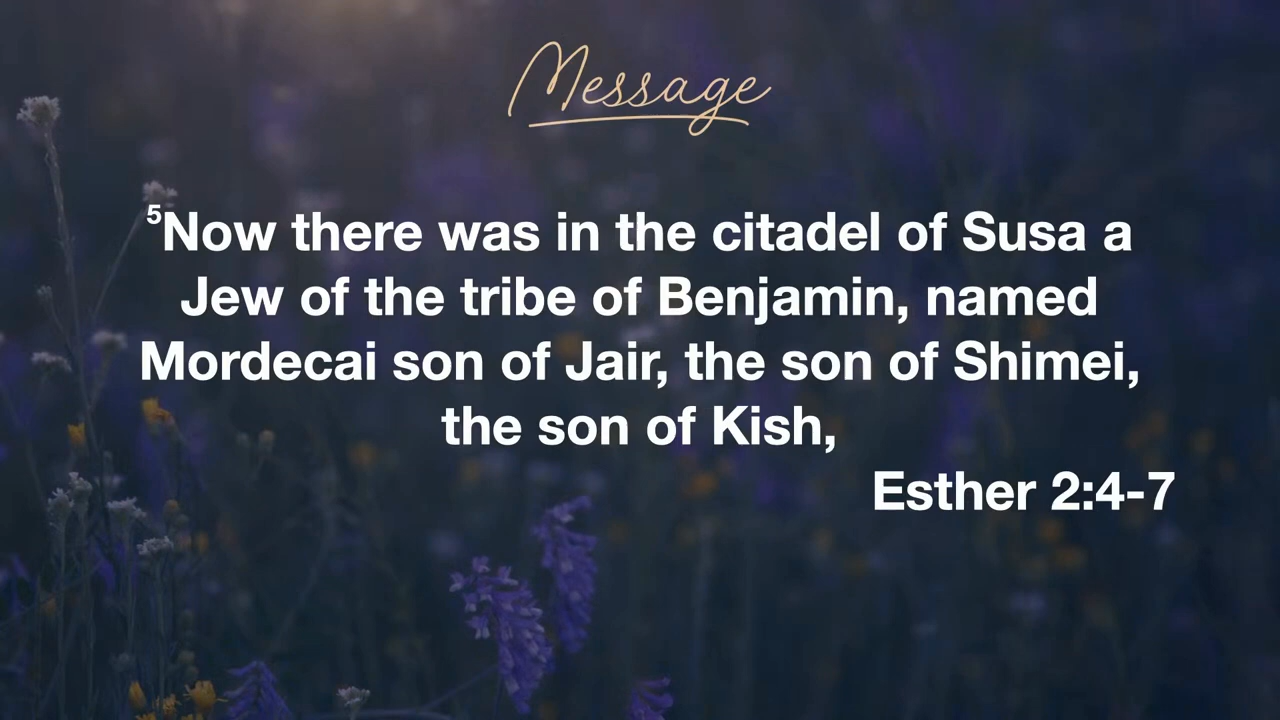 Message
⁵Now there was in the citadel of Susa a
Jew of the tribe of Benjamin, named
Mordecai son of Jair, the son of Shimei,
the son of Kish,
Esther 2:4-7